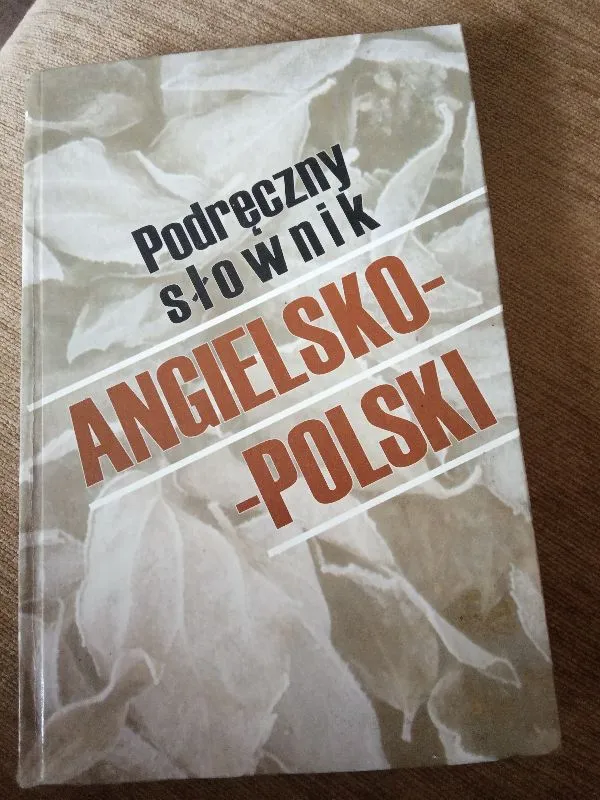 Podręczny
słownik
ANGIELSKO-
-POLSKI